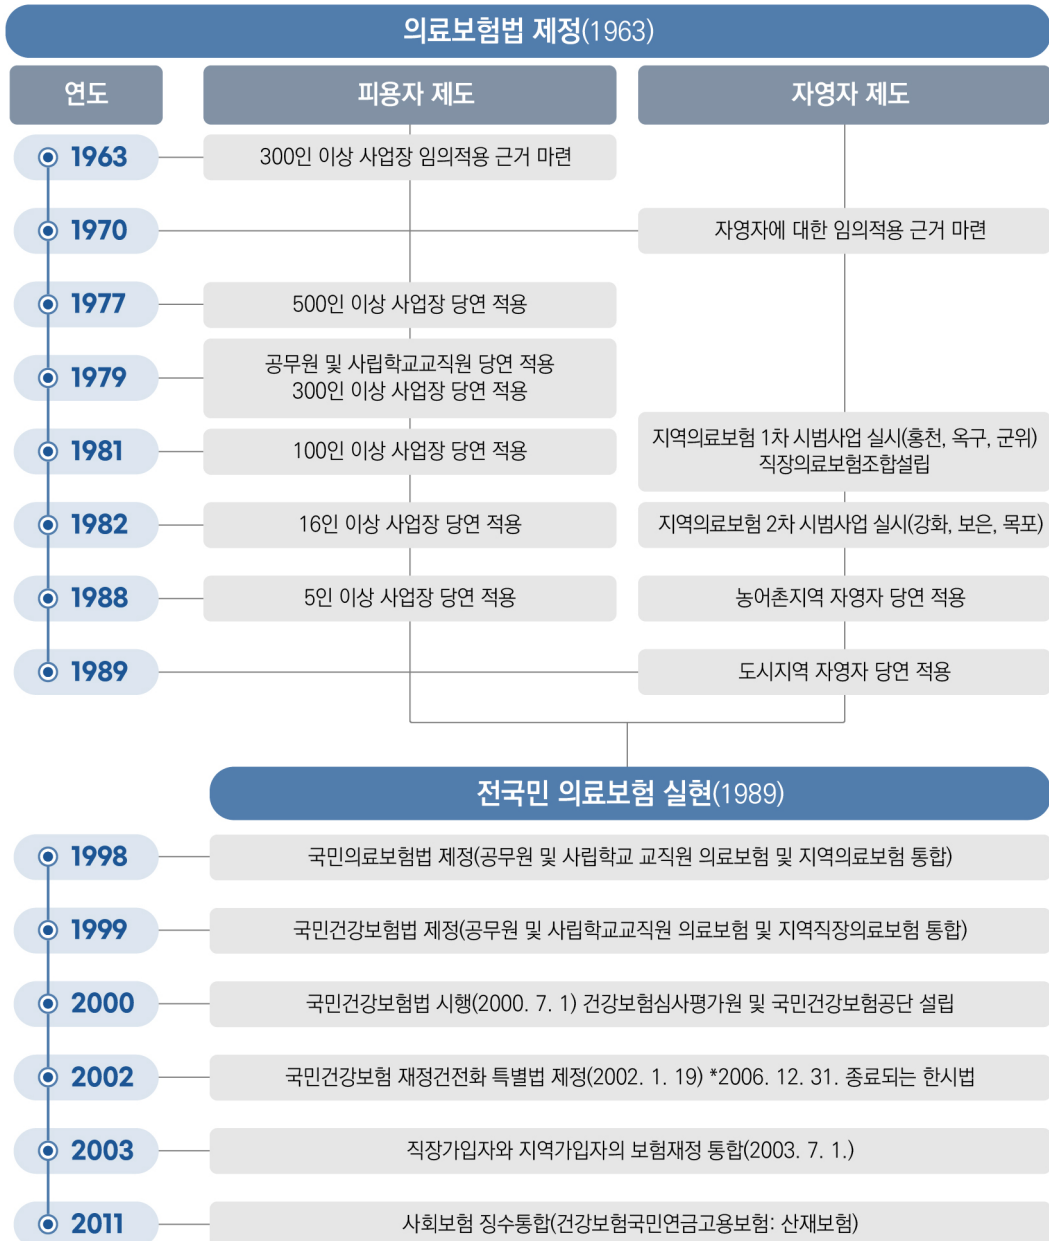 의료보험법 제정(1963)
연도
피용자 제도
자영자 제도
1963
300인 이상 사업장 임의적용 근거 마련
1970
자영자에 대한 임의적용 근거 마련
1977
500인 이상 사업장 당연 적용
1979
공무원 및 사립학교교직원 당연 적용
300인 이상 사업장 당연 적용
1981
100인 이상 사업장 당연 적용
지역의료보험 1차 시범사업 실시(홍천, 옥구, 군위)
직장의료보험조합설립
1982
16인 이상 사업장 당연 적용
지역의료보험 2차 시범사업 실시(강화, 보은, 목포)
1988
5인 이상 사업장 당연 적용
농어촌지역 자영자 당연 적용
1989
도시지역 자영자 당연 적용
전국민 의료보험 실현(1989)
1998
국민의료보험법 제정(공무원 및 사립학교 교직원 의료보험 및 지역의료보험 통합)
1999
국민건강보험법 제정(공무원 및 사립학교교직원 의료보험 및 지역직장의료보험 통합)
2000
국민건강보험법 시행(2000. 7. 1) 건강보험심사평가원 및 국민건강보험공단 설립
2002
국민건강보험 재정건전화 특별법 제정(2002. 1. 19) *2006. 12. 31. 종료되는 한시법
2003
직장가입자와 지역가입자의 보험재정 통합(2003. 7. 1.)
2011
사회보험 징수통합(건강보험국민연금고용보험: 산재보험)